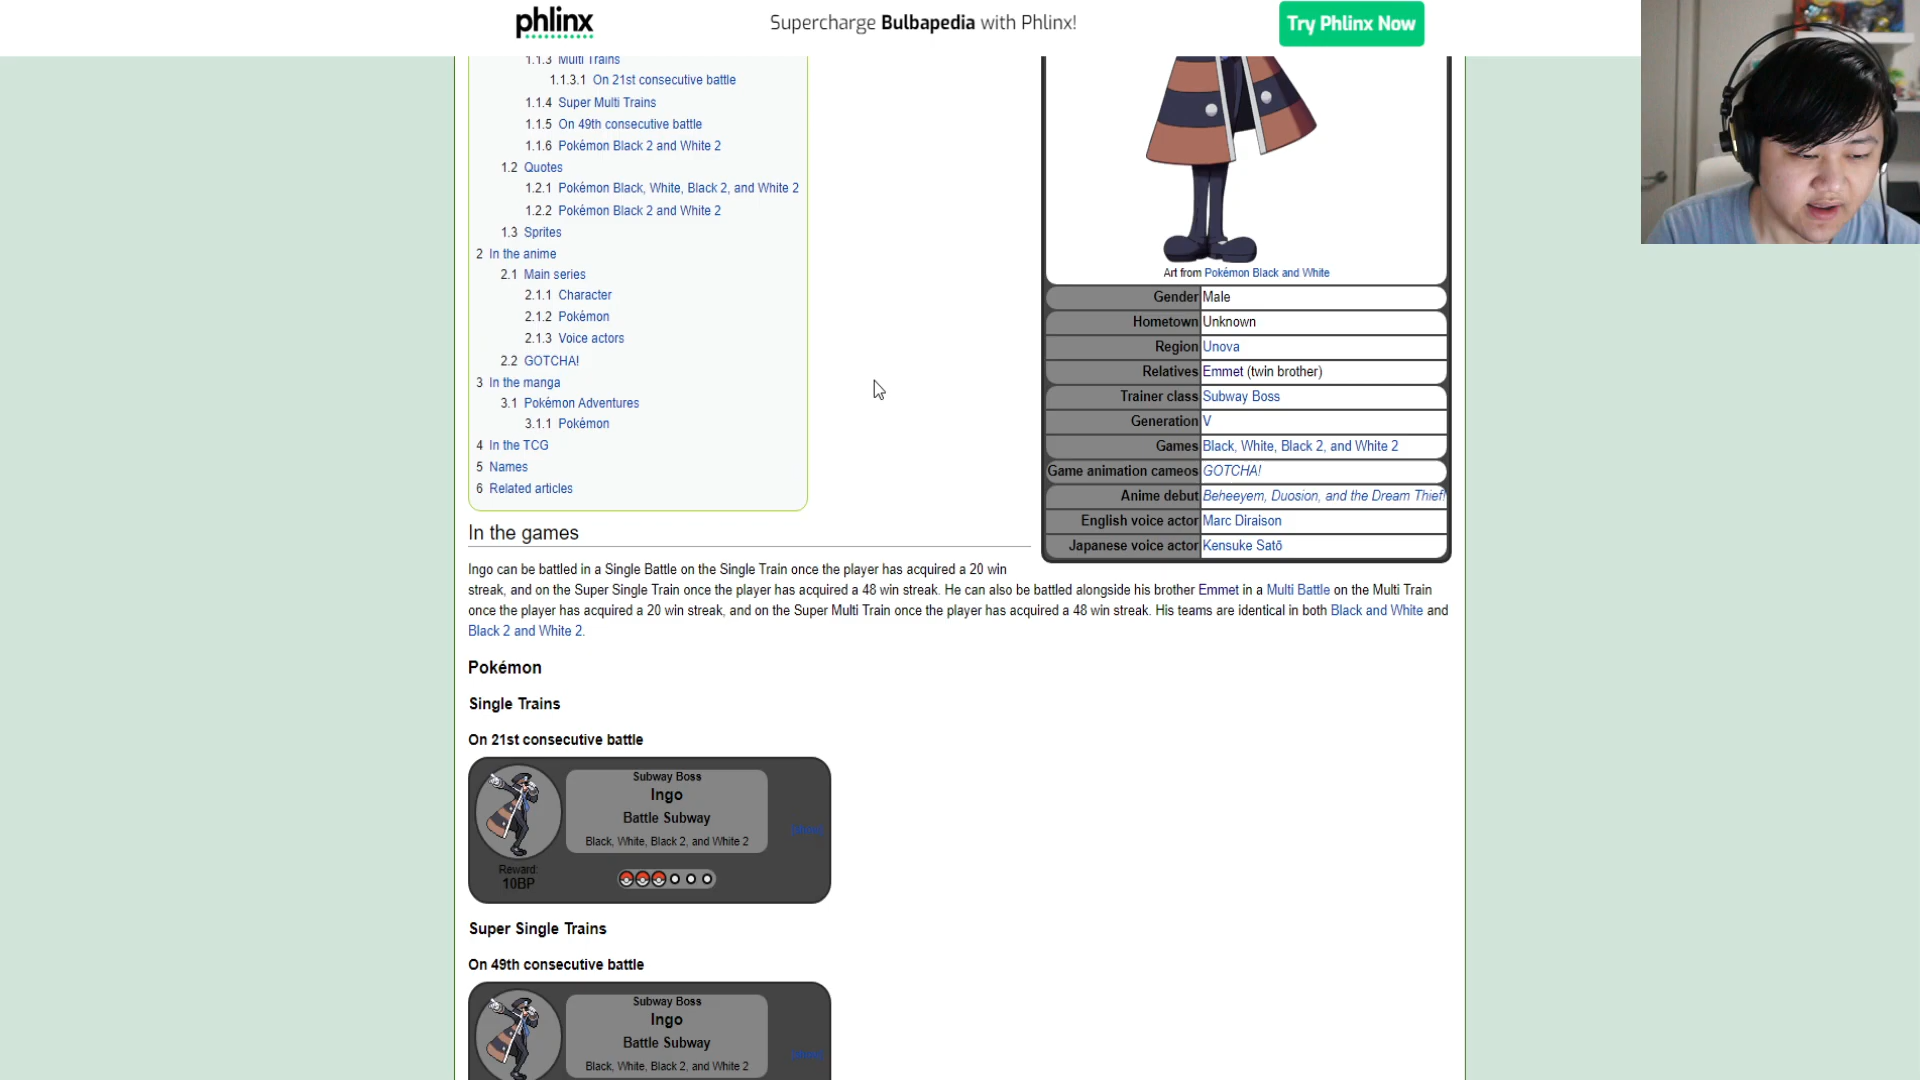 phlinx
Supercharge Bulbapedia with Phlinx!
Try Phlinx Now
1.1.3 Multi Trains
1.1.3.1 On 21st consecutive battle
1.1.4 Super Multi Trains
1.1.5 On 49th consecutive battle
1.1.6 Pokémon Black 2 and White 2
1.2 Quotes
1.2.1 Pokémon Black, White, Black 2, and White 2
1.2.2 Pokémon Black 2 and White 2
1.3 Sprites
2 In the anime
2.1 Main series
2.1.1 Character
2.1.2 Pokémon
2.1.3 Voice actors
2.2 GOTCHA!
3 In the manga
3.1 Pokémon Adventures
3.1.1 Pokémon
4 In the TCG
5 Names
6 Related articles
Art from Pokémon Black and White
Gender Male
Hometown Unknown
Region Unova
Relatives Emmet (twin brother)
Trainer class Subway Boss
Generation V
Games Black, White, Black 2, and White 2
Game animation cameos GOTCHA!
Anime debut Beheeyem, Duosion, and the Dream Thief!
English voice actor Marc Diraison
Japanese voice actor Kensuke Satō
In the games
Ingo can be battled in a Single Battle on the Single Train once the player has acquired a 20 win
streak, and on the Super Single Train once the player has acquired a 48 win streak. He can also be battled alongside his brother Emmet in a Multi Battle on the Multi Train
once the player has acquired a 20 win streak, and on the Super Multi Train once the player has acquired a 48 win streak. His teams are identical in both Black and White and
Black 2 and White 2.
Pokémon
Single Trains
On 21st consecutive battle
Subway Boss
Ingo
Battle Subway
Black, White, Black 2, and White 2
Reward:
10BP
Super Single Trains
On 49th consecutive battle
Subway Boss
Ingo
Battle Subway
Black, White, Black 2, and White 2